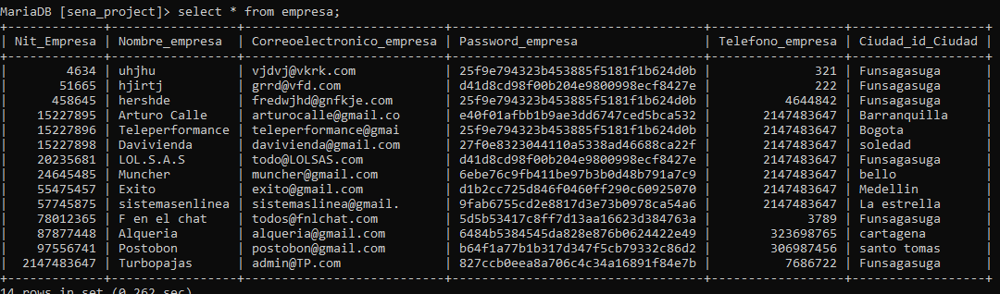 MariaDB [sena_project]> select * from empresa;
+------------+------------------+---------------------------+----------------------------------+------------------+------------------+
| Nit_Empresa | Nombre_empresa | Correoelectronico_empresa | Password_empresa | Telefono_empresa | Ciudad_id_Ciudad |
+------------+------------------+---------------------------+----------------------------------+------------------+------------------+
| 4634 | uhjhu | vjdvj@vkrk.com | 25f9e794323b453885f5181f1b624d0b | 321 | Funsagasuga |
| 51665 | hjirtj | grrd@vfd.com | d41d8cd98f00b204e9800998ecf8427e | 222 | Funsagasuga |
| 458645 | hershde | fredwjhd@gnfkje.com | 25f9e794323b453885f5181f1b624d0b | 4644842 | Funsagasuga |
| 15227895 | Arturo Calle | arturocalle@gmail.co | e40f01afbb1b9ae3dd6747ced5bca532 | 2147483647 | Barranquilla |
| 15227896 | Teleperformance | teleperformance@gmai | 25f9e794323b453885f5181f1b624d0b | 2147483647 | Bogota |
| 15227898 | Davivienda | davivienda@gmail.com | 27f0e8323044110a5338ad46688ca22f | 2147483647 | soledad |
| 20235681 | LOL.S.A.S | todo@LOLSAS.com | d41d8cd98f00b204e9800998ecf8427e | 2147483647 | Funsagasuga |
| 24645485 | Muncher | muncher@gmail.com | 6ebe76c9fb411be97b3b0d48b791a7c9 | 2147483647 | bello |
| 55475457 | Exito | exito@gmail.com | d1b2cc725d846f0460ff290c60925070 | 2147483647 | Medellin |
| 57745875 | sistemasenlinea | sistemaslinea@gmail. | 9fab6755cd2e8817d3e73b0978ca54a6 | 2147483647 | La estrella |
| 78012365 | F en el chat | todos@fnlchat.com | 5d5b53417c8ff7d13aa16623d384763a | 3789 | Funsagasuga |
| 87877448 | Alqueria | alqueria@gmail.com | 6484b5384545da828e876b0624422e49 | 323698765 | cartagena |
| 97556741 | Postobon | postobon@gmail.com | b64f1a77b1b317d347f5cb79332c86d2 | 306987456 | santo tomas |
| 2147483647 | Turbopajas | admin@TP.com | 827ccb0eea8a706c4c34a16891f84e7b | 7686722 | Funsagasuga |
+------------+------------------+---------------------------+----------------------------------+------------------+------------------+
14 rows in set (0.262 sec)